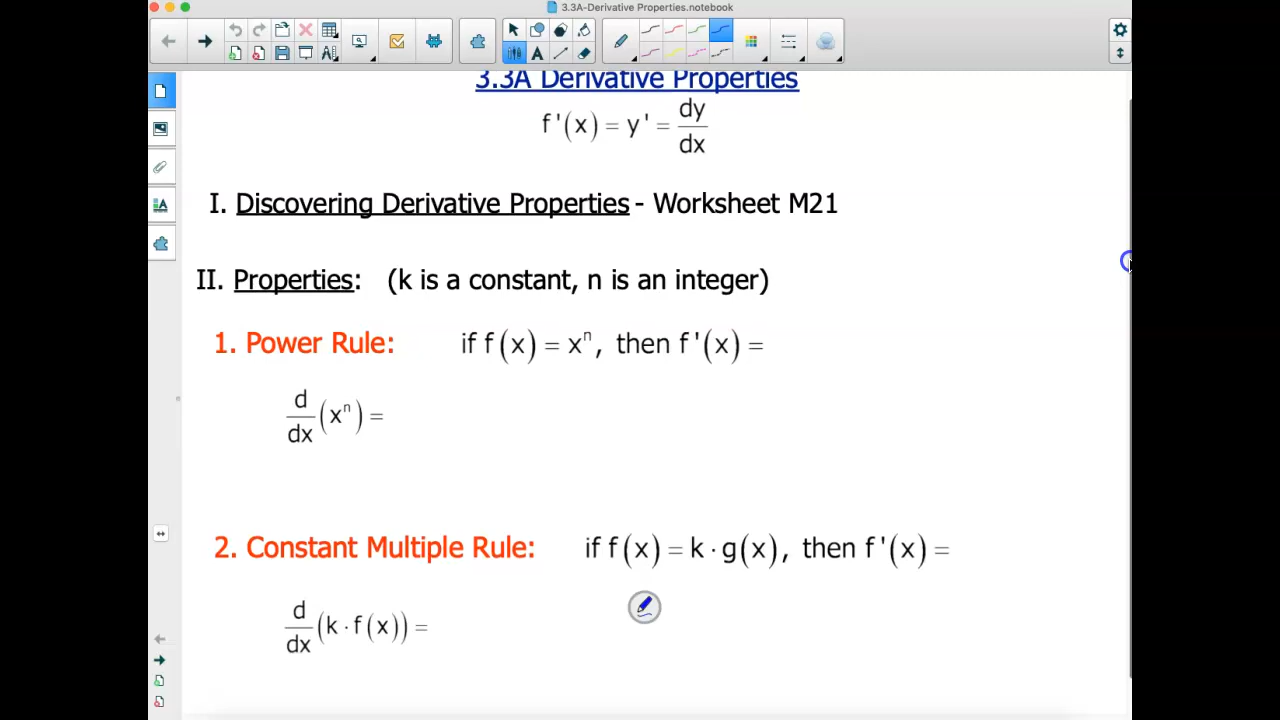 3.3A-Derivative Properties.notebook
3.3A Derivative Properties
f'(x) = y' = dy/dx
I. Discovering Derivative Properties - Worksheet M21
II. Properties: (k is a constant, n is an integer)
1. Power Rule: if f(x) = xⁿ, then f'(x) =
d/dx (xⁿ) =
2. Constant Multiple Rule: if f(x) = k · g(x), then f'(x) =
d/dx (k · f(x)) =